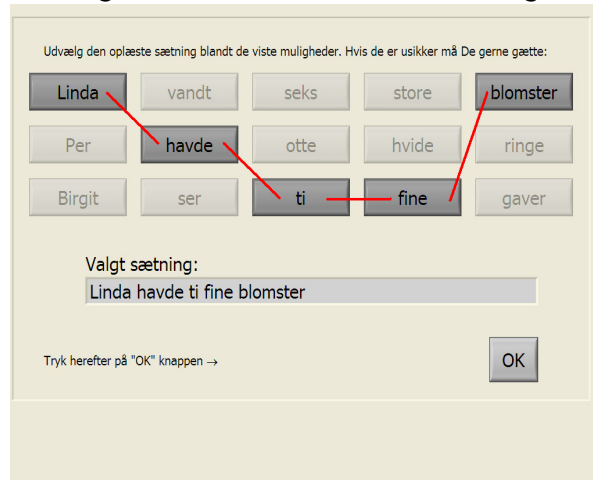 Udvælg den oplæste sætning blandt de viste muligheder. Hvis de er usikker må De gerne gætte:
Linda vandt seks store blomster
Per havde otte hvide ringe
Birgit ser ti fine gaver
Valgt sætning:
Linda havde ti fine blomster
Tryk herefter på "OK" knappen → OK